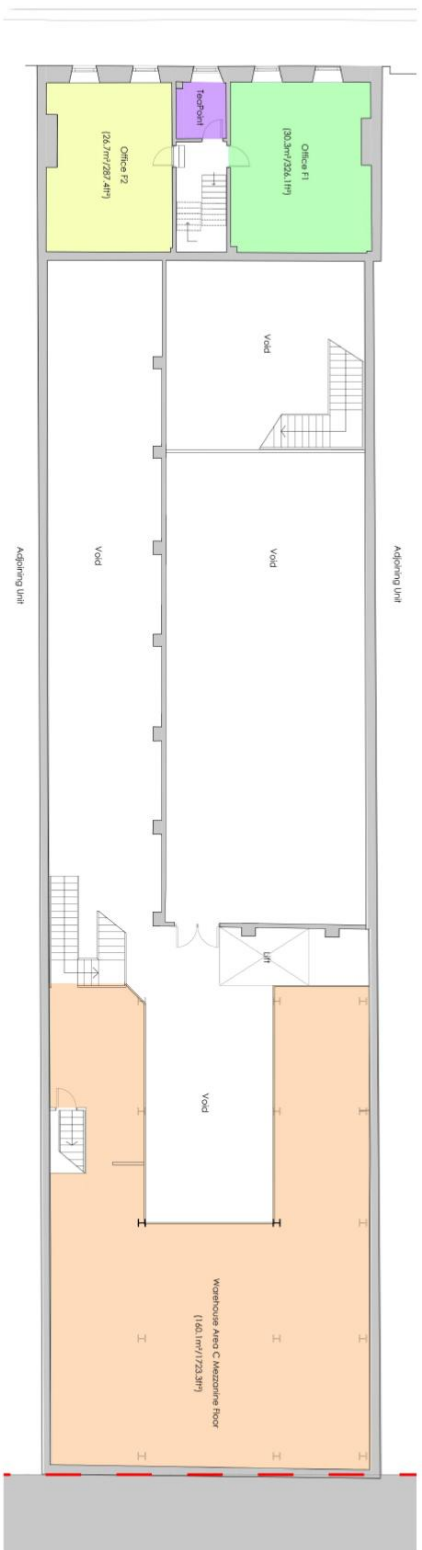 TeaPoint
Office F1
(30.3m²/326.1ft²)
Office F2
(26.7m²/287.4ft²)
Void
Void
Void
Adjoining Unit
Adjoining Unit
Lift
Void
Warehouse Area C Mezzanine Floor
(160.1m²/1723.3ft²)